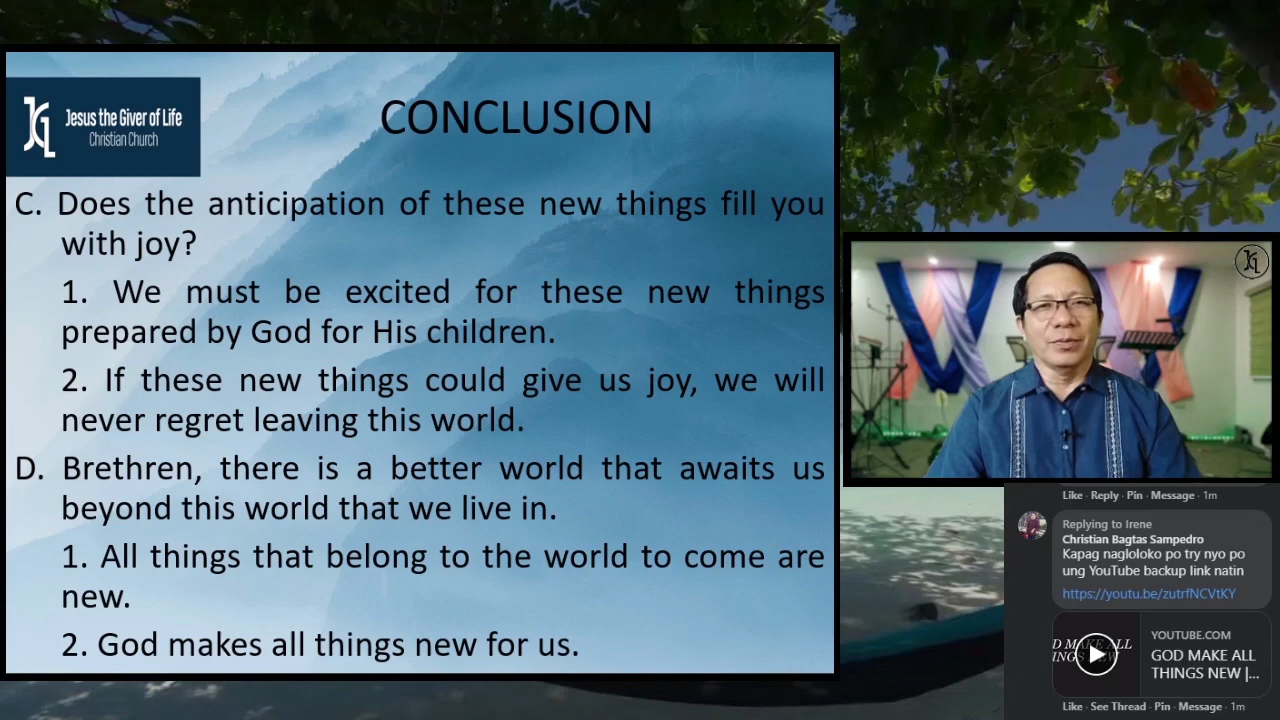 Jesus the Giver of Life
Christian Church
CONCLUSION
C. Does the anticipation of these new things fill you
with joy?
1. We must be excited for these new things
prepared by God for His children.
2. If these new things could give us joy, we will
never regret leaving this world.
D. Brethren, there is a better world that awaits us
beyond this world that we live in.
1. All things that belong to the world to come are
new.
2. God makes all things new for us.
Like · Reply · Pin · Message · 1m
Replying to Irene
Christian Bagtas Sampedro
Kapag nagloloko po try nyo po
ung YouTube backup link natin
https://youtu.be/zutrfNCVtKY
YOUTUBE.COM
GOD MAKE ALL
THINGS NEW |...
Like · See Thread · Pin · Message · 1m